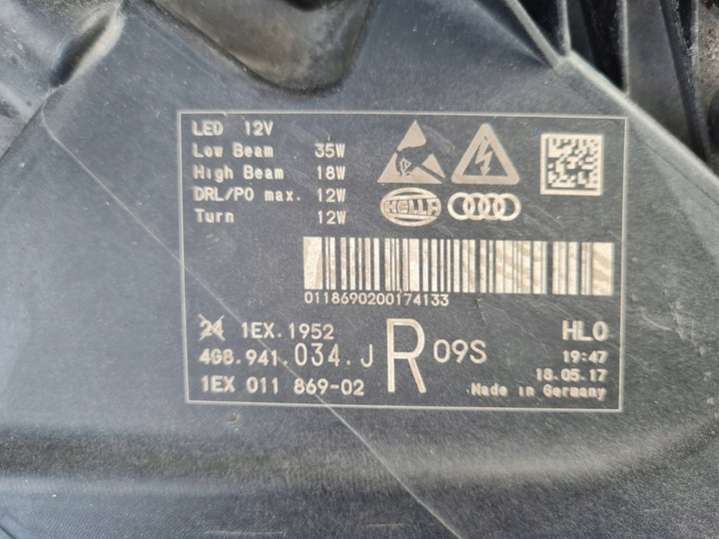 LED 12V
Low Beam 35W
High Beam 18W
DRL/PO max. 12W
Turn 12W
HELLA
0118690200174133
24 1EX.1952
4G8.941.034.J R 09S
1EX 011 869-02
HLO
19:47
18.05.17
Made in Germany